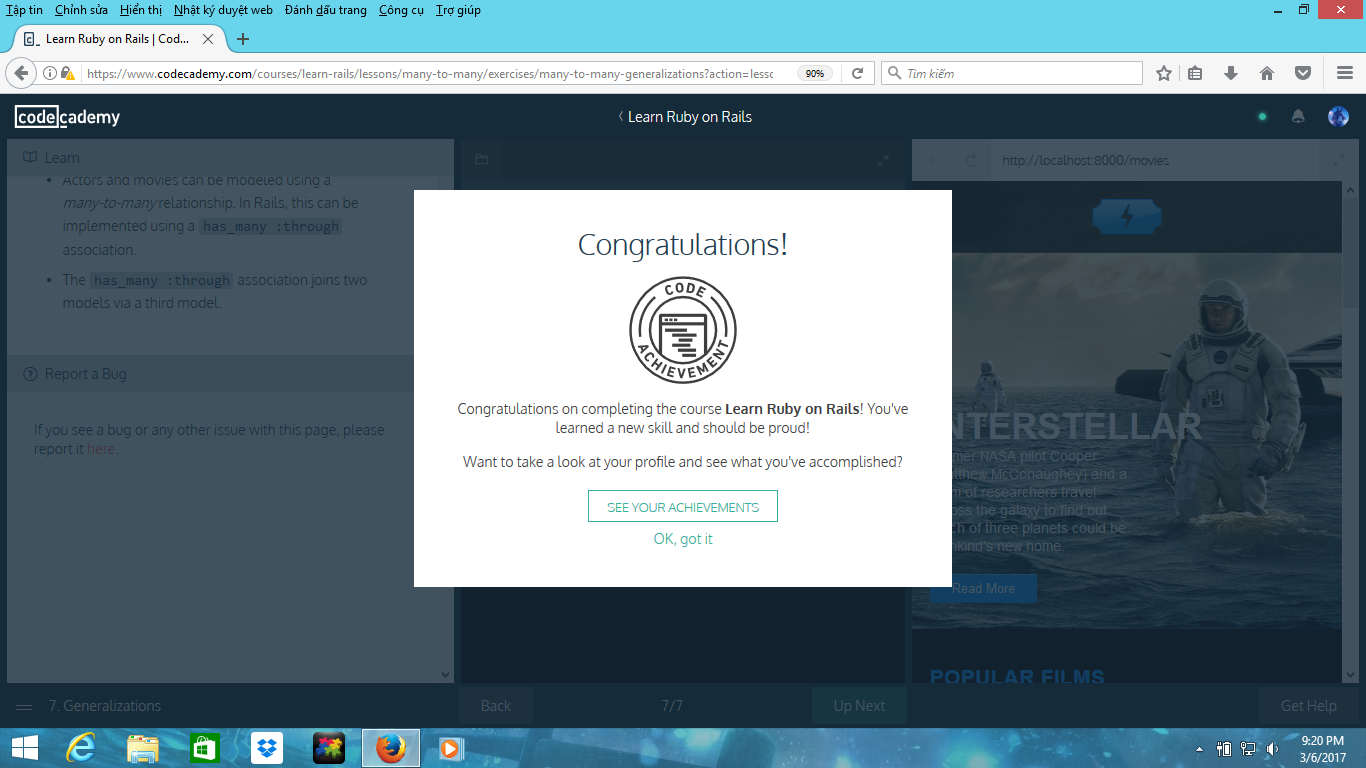 Tập tin Chỉnh sửa Hiển thị Nhật ký duyệt web Đánh dấu trang Công cụ Trợ giúp
Learn Ruby on Rails | Cod...
https://www.codecademy.com/courses/learn-rails/lessons/many-to-many/exercises/many-to-many-generalizations?action=lessc 90% Tìm kiếm
codecademy
Learn Ruby on Rails
Learn
http://localhost:8000/movies
Actors and movies can be modeled using a
many-to-many relationship. In Rails, this can be
implemented using a has_many :through
association.
The has_many :through association joins two
models via a third model.
Report a Bug
If you see a bug or any other issue with this page, please
report it here.
Congratulations!
CODE
ACHIEVEMENT
Congratulations on completing the course Learn Ruby on Rails! You've
learned a new skill and should be proud!
Want to take a look at your profile and see what you've accomplished?
SEE YOUR ACHIEVEMENTS
OK, got it
NTERSTELLAR
mer NASA pilot Cooper
tthew McConaughey) and a
m of researchers travel
oss the galaxy to find out
ch of three planets could be
nkind's new home.
Read More
POPULAR FILMS
7. Generalizations
Back
7/7
Up Next
Get Help
9:20 PM
3/6/2017